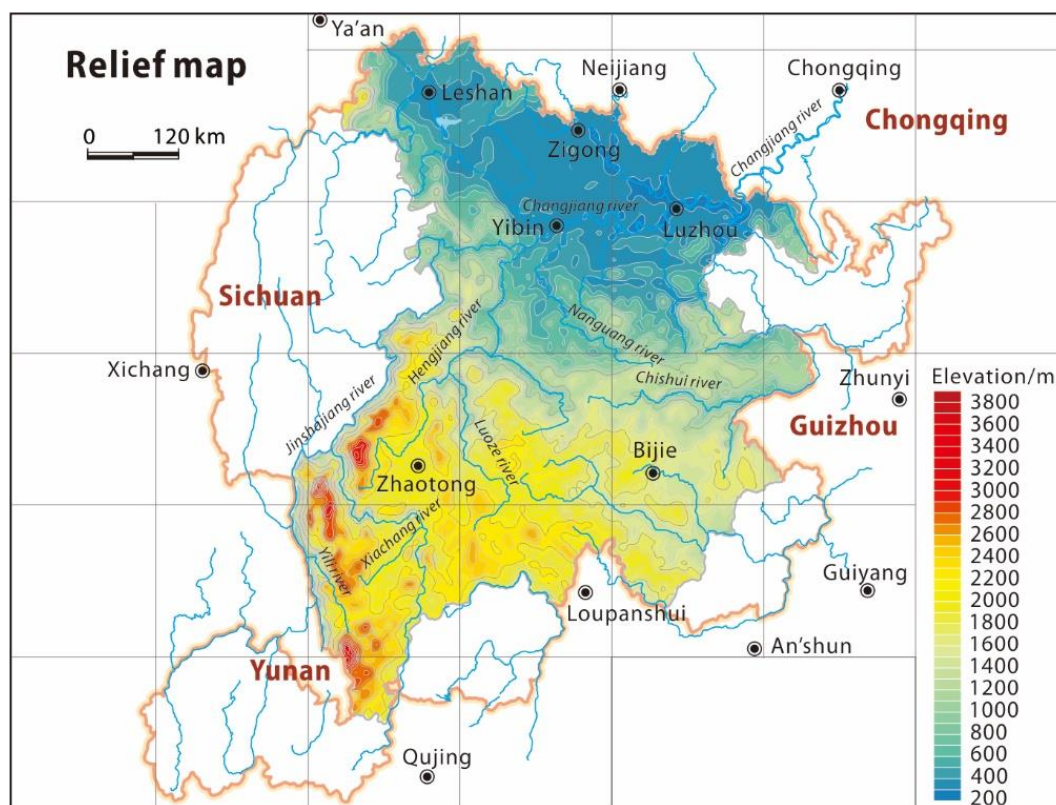 Relief map
0 120 km
Ya'an
Leshan
Neijiang
Chongqing
Chongqing
Zigong
Changjiang river
Changjiang river
Yibin
Luzhou
Sichuan
Hengjiang river
Nanguang river
Xichang
Chishui river
Zhunyi
Jinshajiang river
Guizhou
Luoze river
Bijie
Zhaotong
Xiachang river
Yili river
Guiyang
Loupanshui
An'shun
Yunan
Qujing
Elevation/m
3800
3600
3400
3200
3000
2800
2600
2400
2200
2000
1800
1600
1400
1200
1000
800
600
400
200